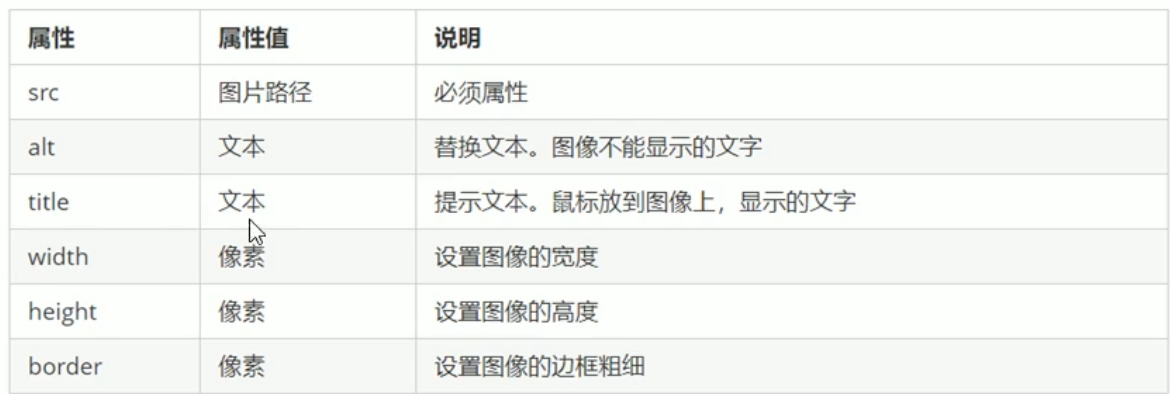 属性 属性值 说明
src 图片路径 必须属性
alt 文本 替换文本。图像不能显示的文字
title 文本 提示文本。鼠标放到图像上，显示的文字
width 像素 设置图像的宽度
height 像素 设置图像的高度
border 像素 设置图像的边框粗细